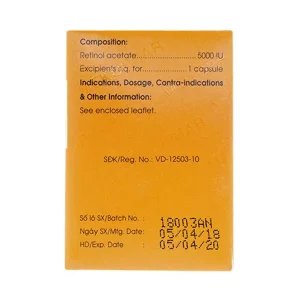 Composition:
Retinol acetate..................... 5000 IU
Excipients sq. for................... 1 capsule
Indications, Dosage, Contra-indications
& Other information:
See enclosed leaflet.
SĐK/Reg. No.: VD-12503-10
Số lô SX/Batch No. : 18003AN
Ngày SX/Mfg. Date: 05/04/18
HD/Exp. Date : 05/04/20